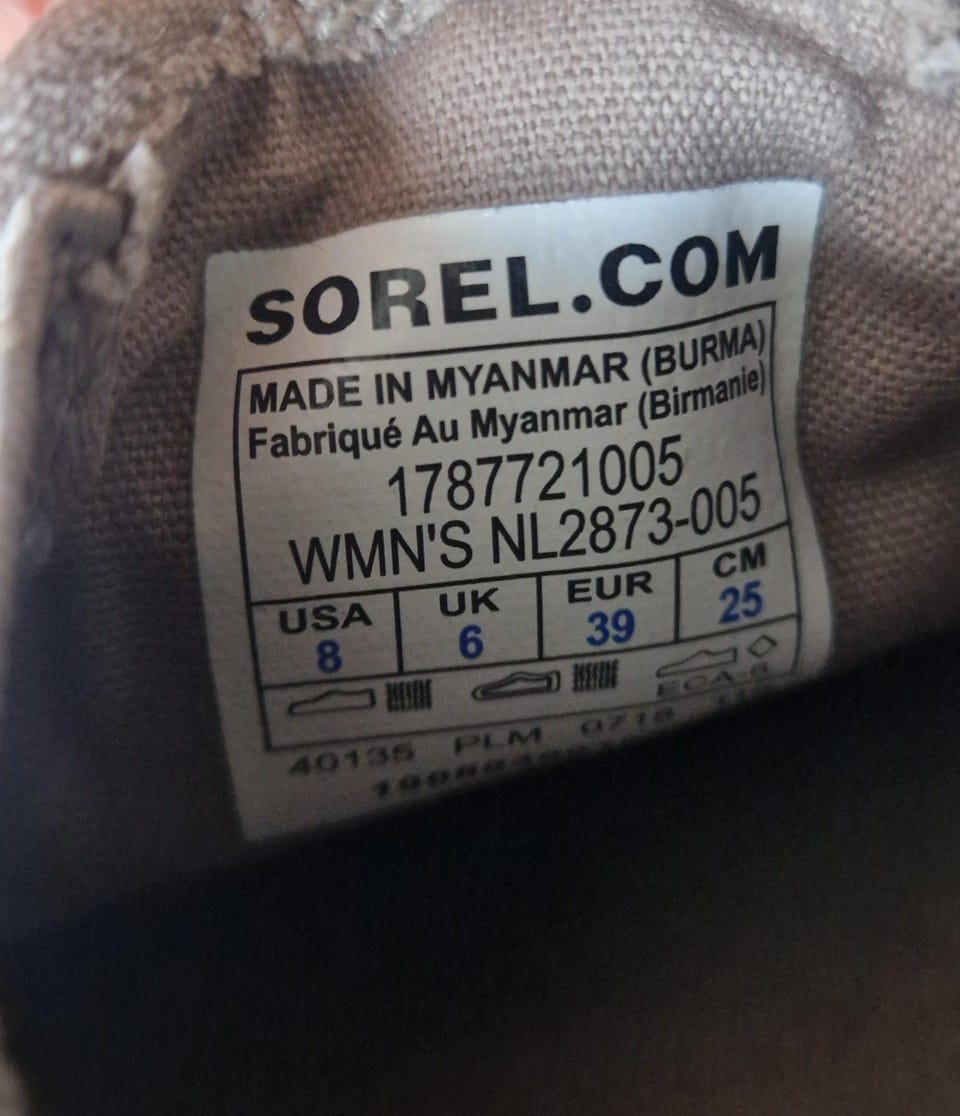 SOREL.COM
MADE IN MYANMAR (BURMA)
Fabriqué Au Myanmar (Birmanie)
1787721005
WMN'S NL2873-005
USA UK EUR CM
8 6 39 25
40135 PLM 0718